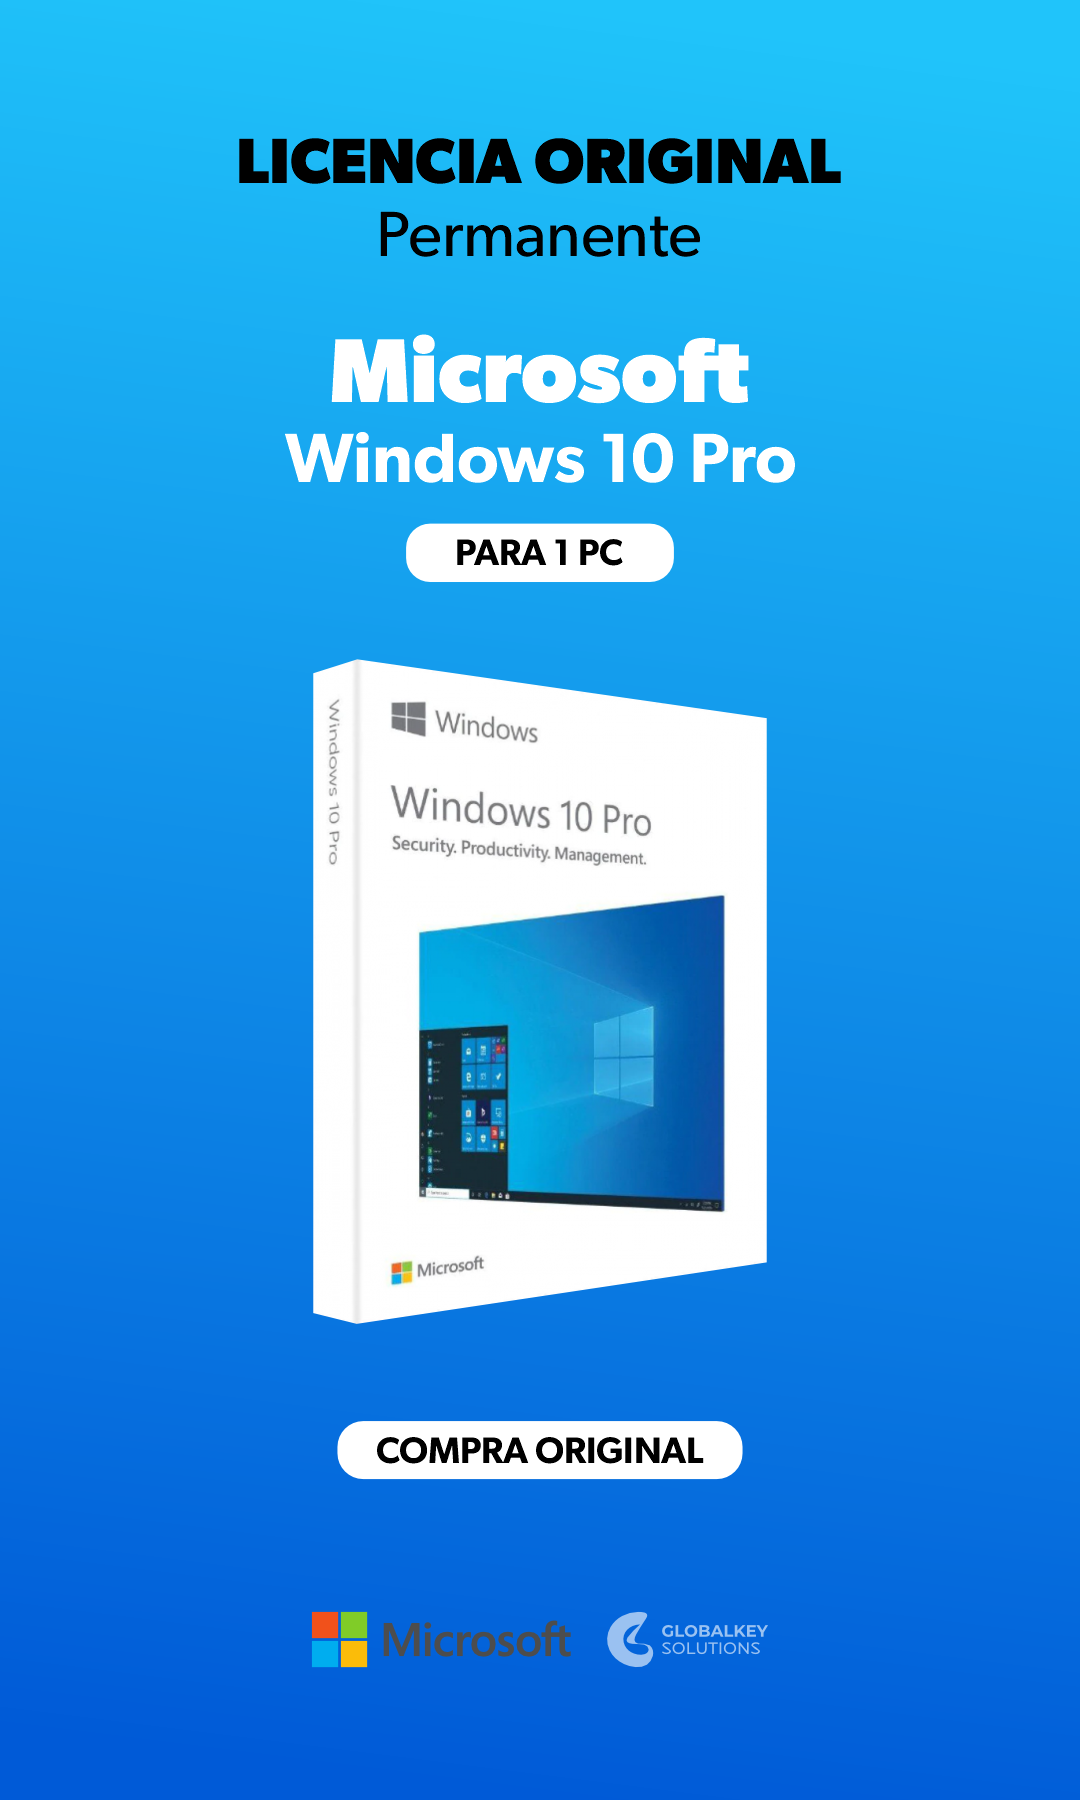 LICENCIA ORIGINAL
Permanente
Microsoft
Windows 10 Pro
PARA 1 PC
Windows
Windows 10 Pro
Windows 10 Pro
Security. Productivity. Management.
Microsoft
COMPRA ORIGINAL
Microsoft
GLOBALKEY
SOLUTIONS